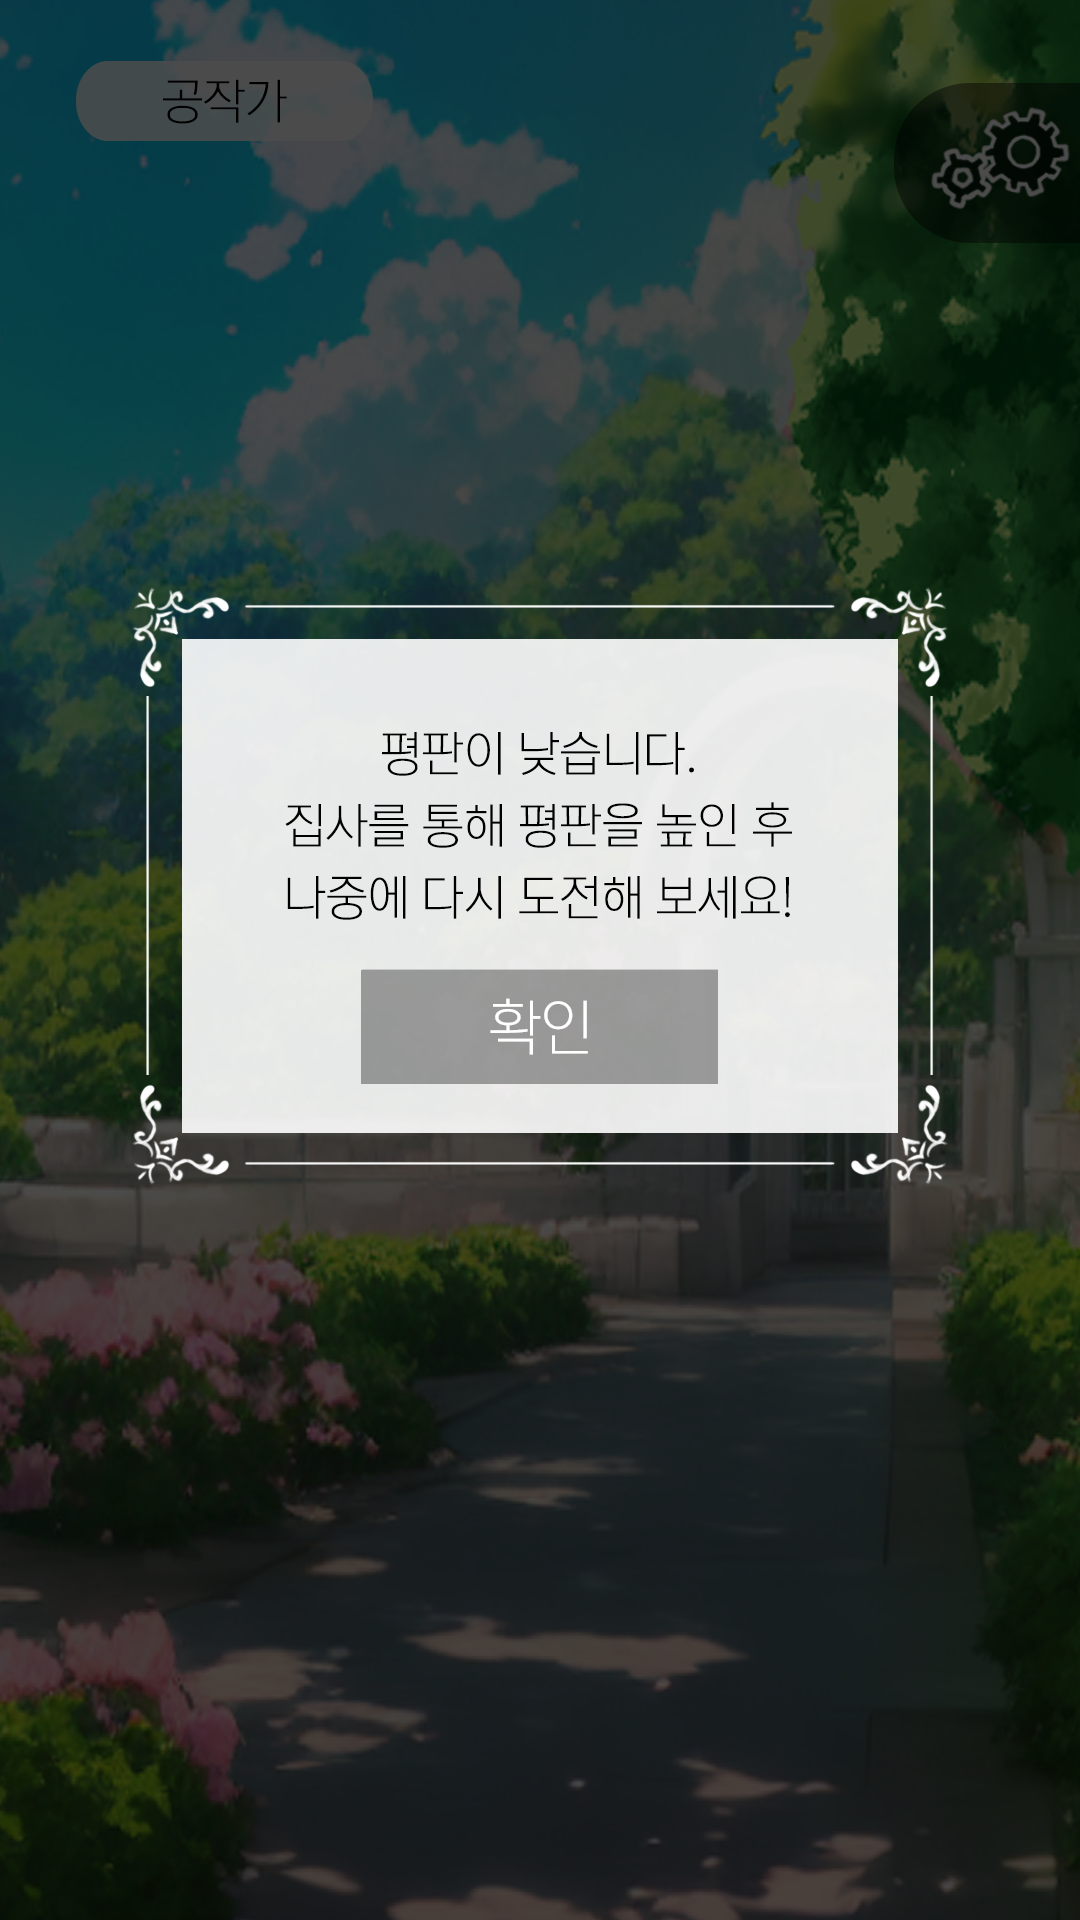 공작가
평판이 낮습니다.
집사를 통해 평판을 높인 후
나중에 다시 도전해 보세요!
확인